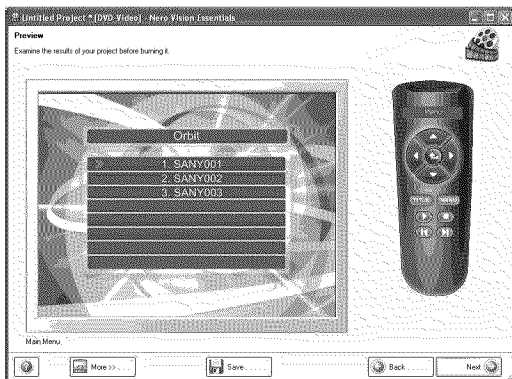 Untitled Project * (DVD-Video) - Nero Vision Essentials
Preview
Examine the results of your project before burning it.
Orbit
1. SANY001
2. SANY002
3. SANY003
TITLE
MENU
Main Menu
More >>
Save
Back
Next